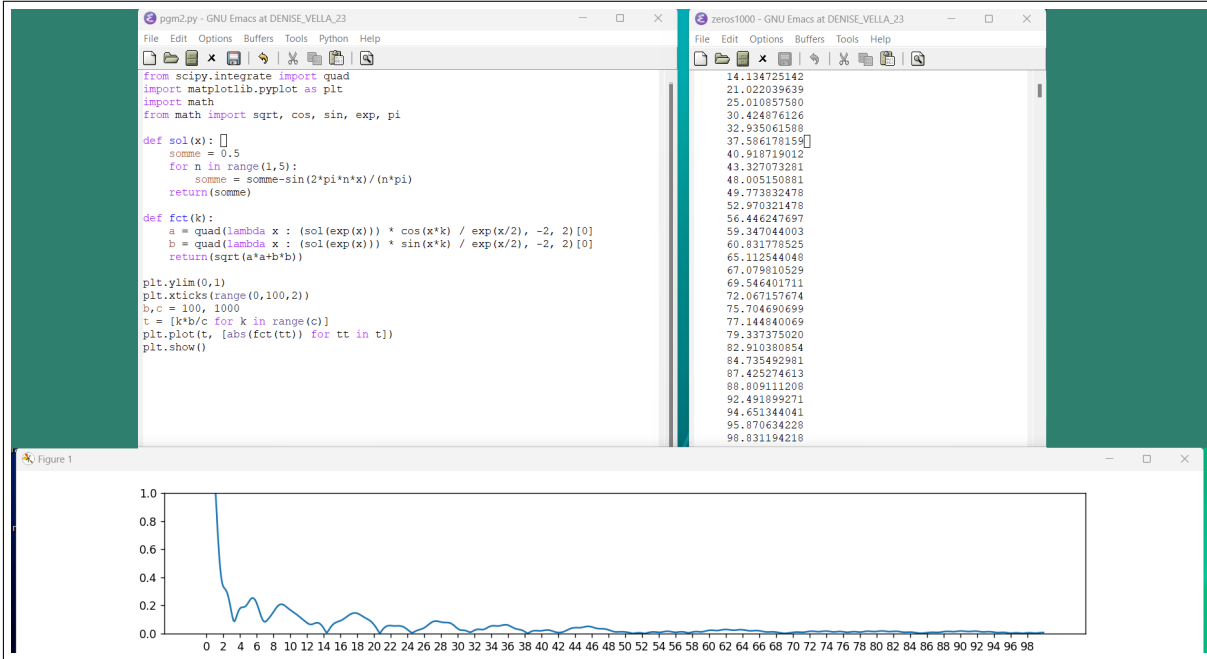 pgm2.py - GNU Emacs at DENISE_VELLA_23
File Edit Options Buffers Tools Python Help
from scipy.integrate import quad
import matplotlib.pyplot as plt
import math
from math import sqrt, cos, sin, exp, pi
def sol(x):
    somme = 0.5
    for n in range(1,5):
        somme = somme-sin(2*pi*n*x)/(n*pi)
    return(somme)
def fct(k):
    a = quad(lambda x : (sol(exp(x))) * cos(x*k) / exp(x/2), -2, 2)[0]
    b = quad(lambda x : (sol(exp(x))) * sin(x*k) / exp(x/2), -2, 2)[0]
    return(sqrt(a*a+b*b))
plt.ylim(0,1)
plt.xticks(range(0,100,2))
b,c = 100, 1000
t = [k*b/c for k in range(c)]
plt.plot(t, [abs(fct(tt)) for tt in t])
plt.show()
zeros1000 - GNU Emacs at DENISE_VELLA_23
File Edit Options Buffers Tools Help
14.134725142
21.022039639
25.010857580
30.424876126
32.935061588
37.586178159
40.918719012
43.327073281
48.005150881
49.773832478
52.970321478
56.446247697
59.347044003
60.831778525
65.112544048
67.079810529
69.546401711
72.067157674
75.704690699
77.144840069
79.337375020
82.910380854
84.735492981
87.425274613
88.809111208
92.491899271
94.651344041
95.870634228
98.831194218
Figure 1
1.0
0.8
0.6
0.4
0.2
0.0
0 2 4 6 8 10 12 14 16 18 20 22 24 26 28 30 32 34 36 38 40 42 44 46 48 50 52 54 56 58 60 62 64 66 68 70 72 74 76 78 80 82 84 86 88 90 92 94 96 98